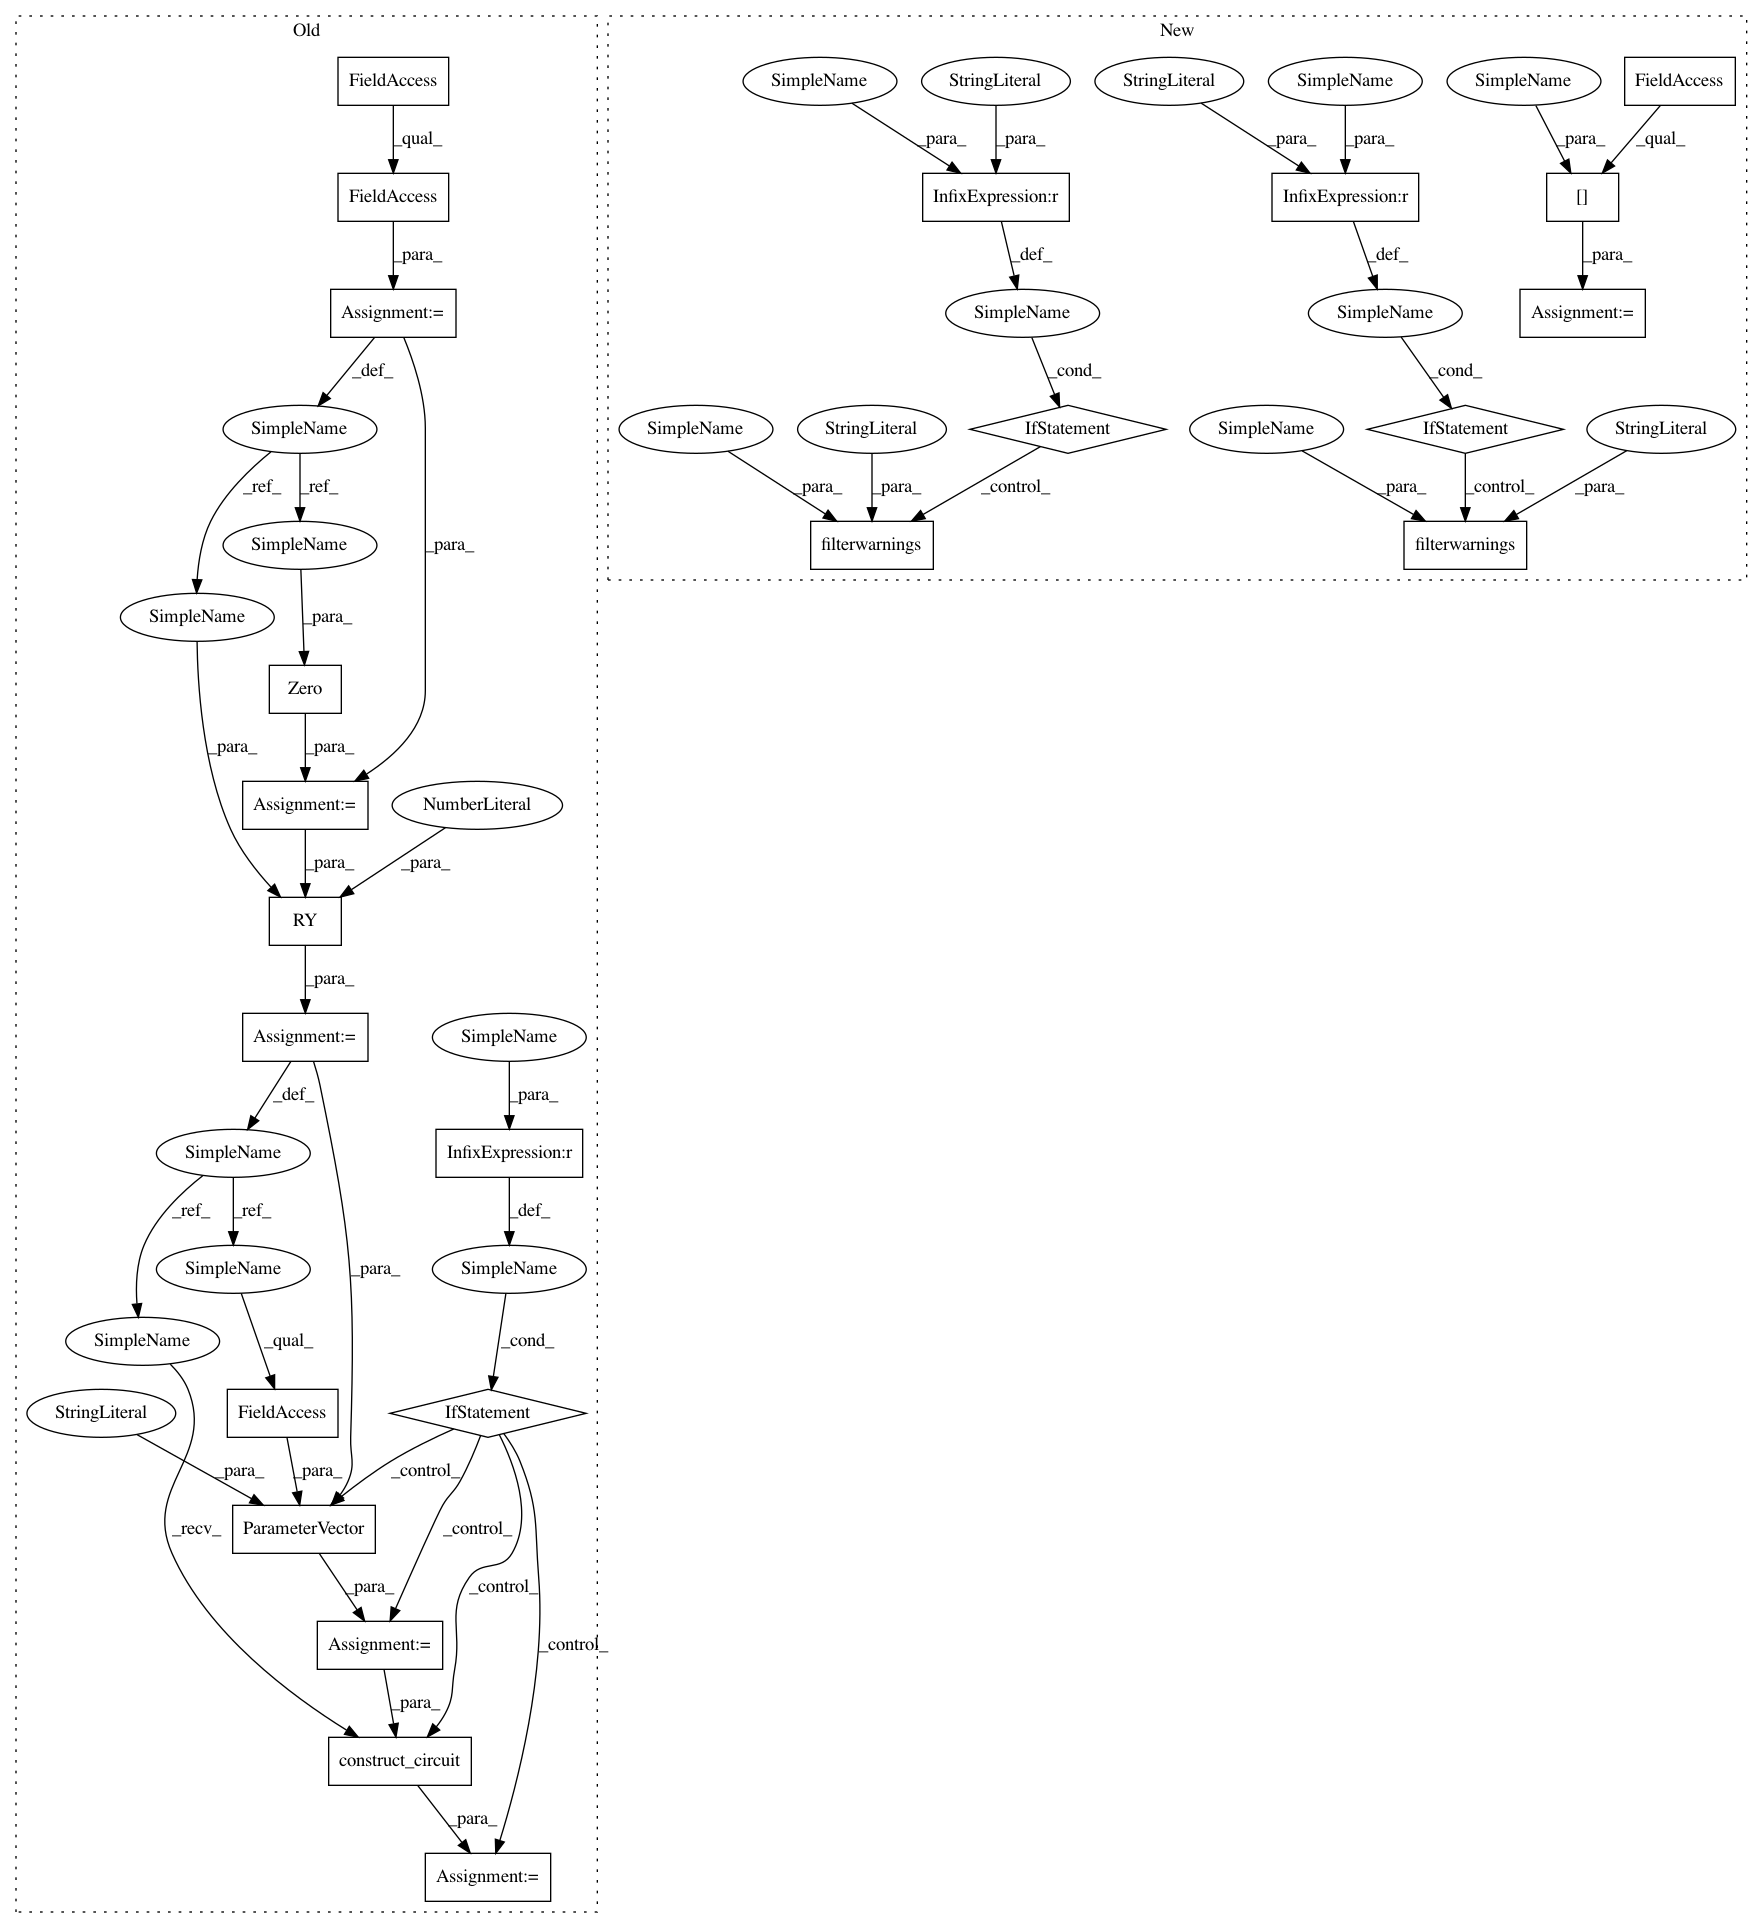 Old
FieldAccess
_qual_
FieldAccess
_para_
Assignment:=
_def_
SimpleName
_ref_
_ref_
_para_
SimpleName
SimpleName
_para_
Zero
_para_
_para_
Assignment:=
NumberLiteral
_para_
_para_
RY
_para_
Assignment:=
SimpleName
_def_
_para_
SimpleName
InfixExpression:r
_ref_
_ref_
_def_
SimpleName
_para_
SimpleName
SimpleName
_qual_
_cond_
StringLiteral
FieldAccess
IfStatement
_para_
_para_
_control_
ParameterVector
_recv_
_control_
_para_
_control_
Assignment:=
_control_
_para_
construct_circuit
_para_
Assignment:=
New
SimpleName
StringLiteral
StringLiteral
SimpleName
SimpleName
FieldAccess
_para_
_para_
_para_
_para_
_para_
_qual_
InfixExpression:r
InfixExpression:r
[]
_def_
_def_
_para_
SimpleName
SimpleName
Assignment:=
_cond_
_cond_
SimpleName
StringLiteral
IfStatement
SimpleName
IfStatement
StringLiteral
_para_
_para_
_control_
_para_
_control_
_para_
filterwarnings
filterwarnings